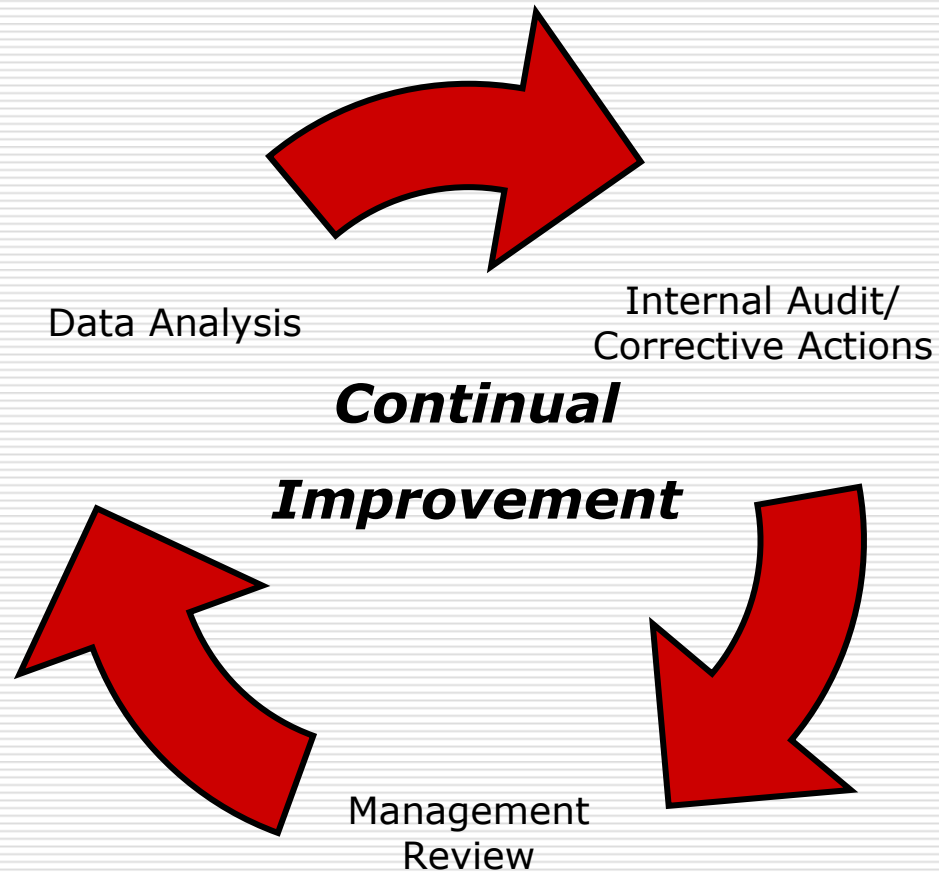 Data Analysis
Internal Audit/
Corrective Actions
Continual
Improvement
Management
Review